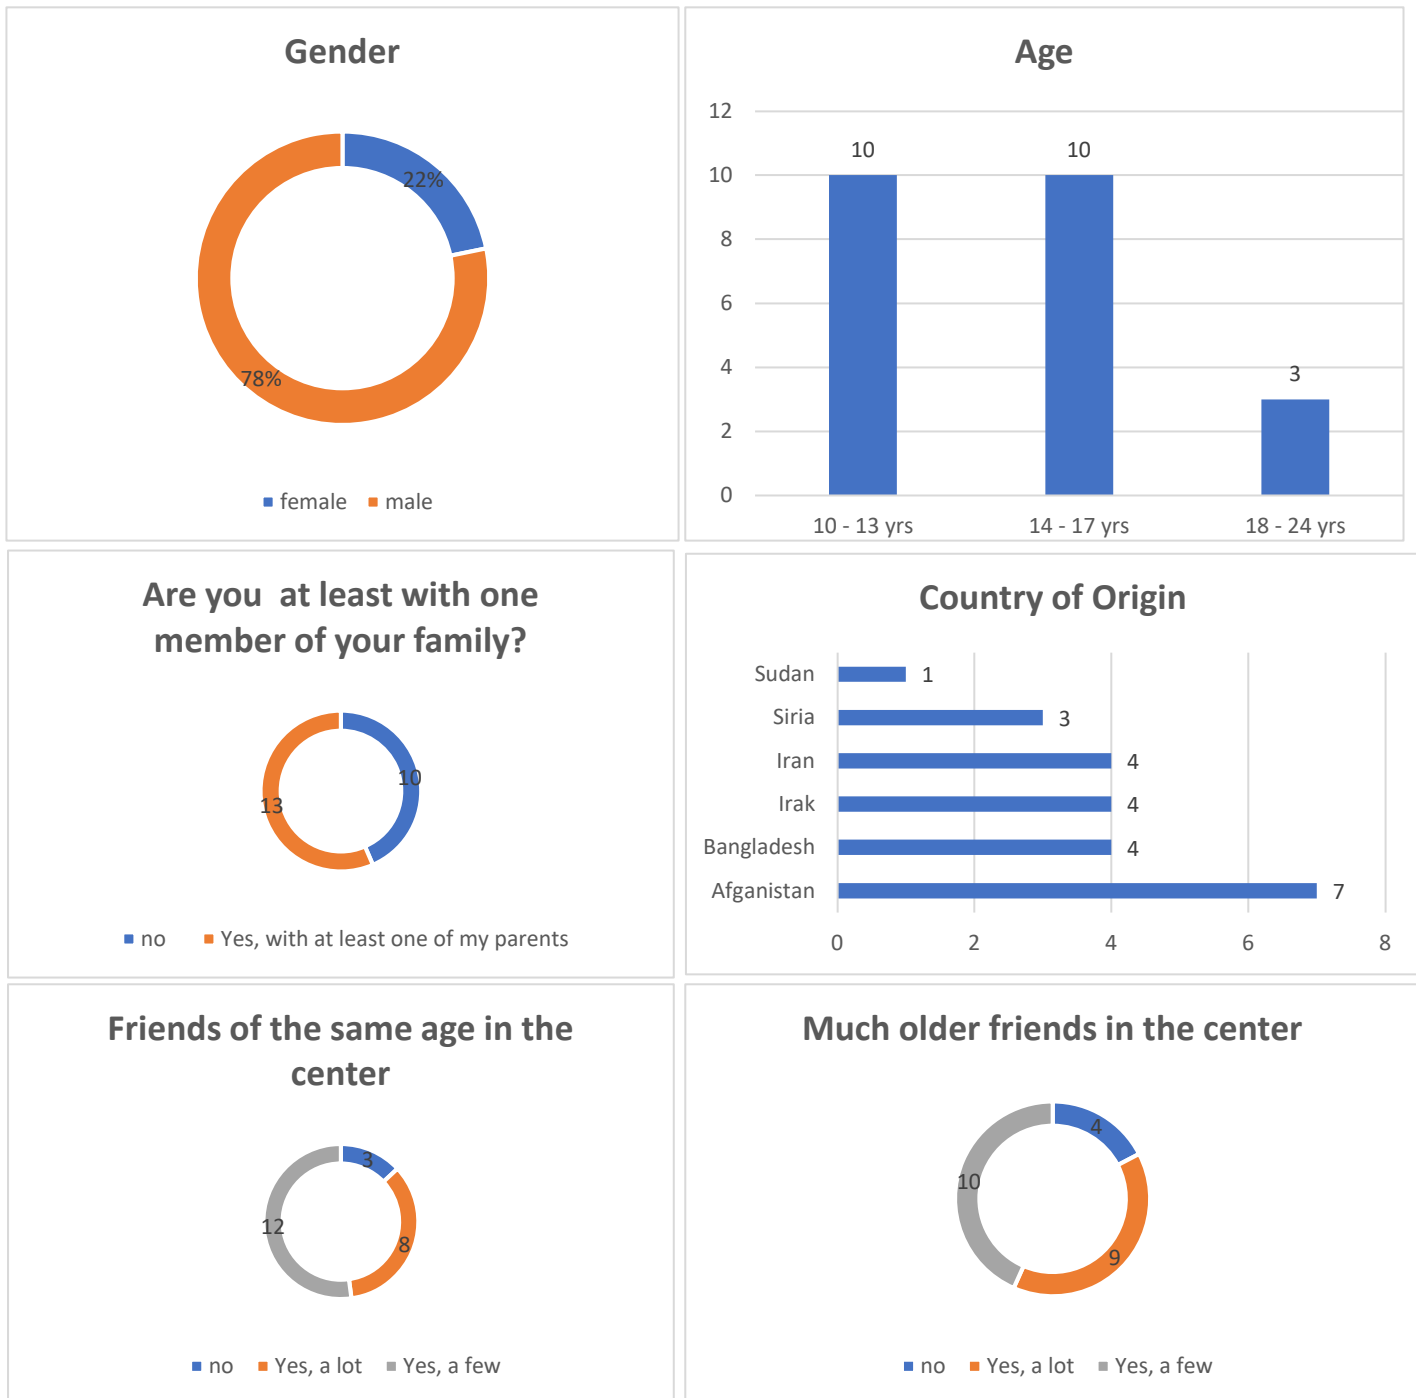 Gender
22%
78%
female male
Age
12
10
8
6
4
2
0
10
10
3
10 - 13 yrs 14 - 17 yrs 18 - 24 yrs
Are you at least with one
member of your family?
10
13
no Yes, with at least one of my parents
Country of Origin
Sudan 1
Siria 3
Iran 4
Irak 4
Bangladesh 4
Afganistan 7
0 2 4 6 8
Friends of the same age in the
center
3
12
8
no Yes, a lot Yes, a few
Much older friends in the center
4
10
9
no Yes, a lot Yes, a few